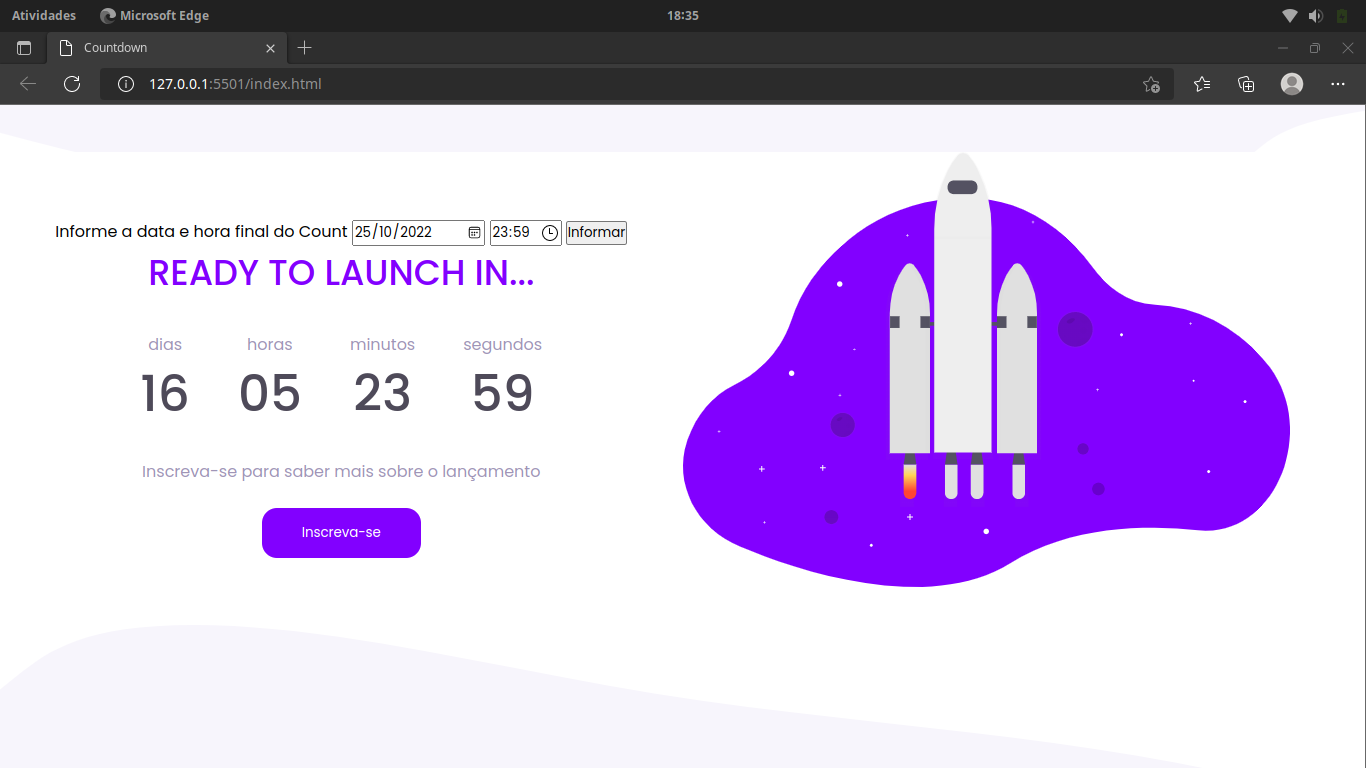 Atividades Microsoft Edge 18:35
Countdown
127.0.0.1:5501/index.html
Informe a data e hora final do Count 25/10/2022 23:59 Informar
READY TO LAUNCH IN...
dias horas minutos segundos
16 05 23 59
Inscreva-se para saber mais sobre o lançamento
Inscreva-se